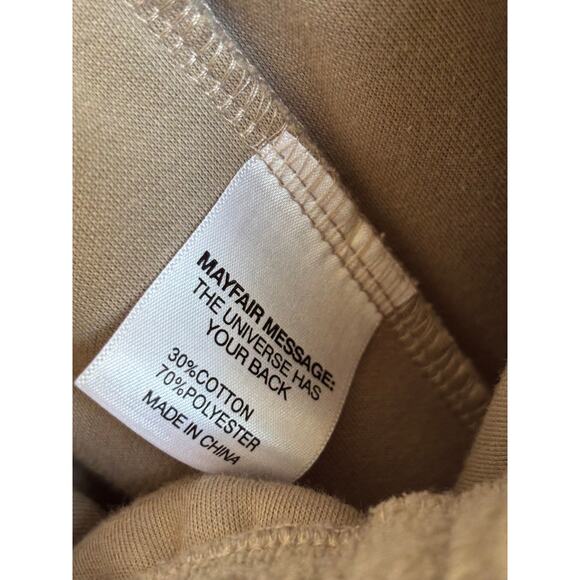 MAYFAIR MESSAGE:
THE UNIVERSE HAS
YOUR BACK
30%COTTON
70%POLYESTER
MADE IN CHINA